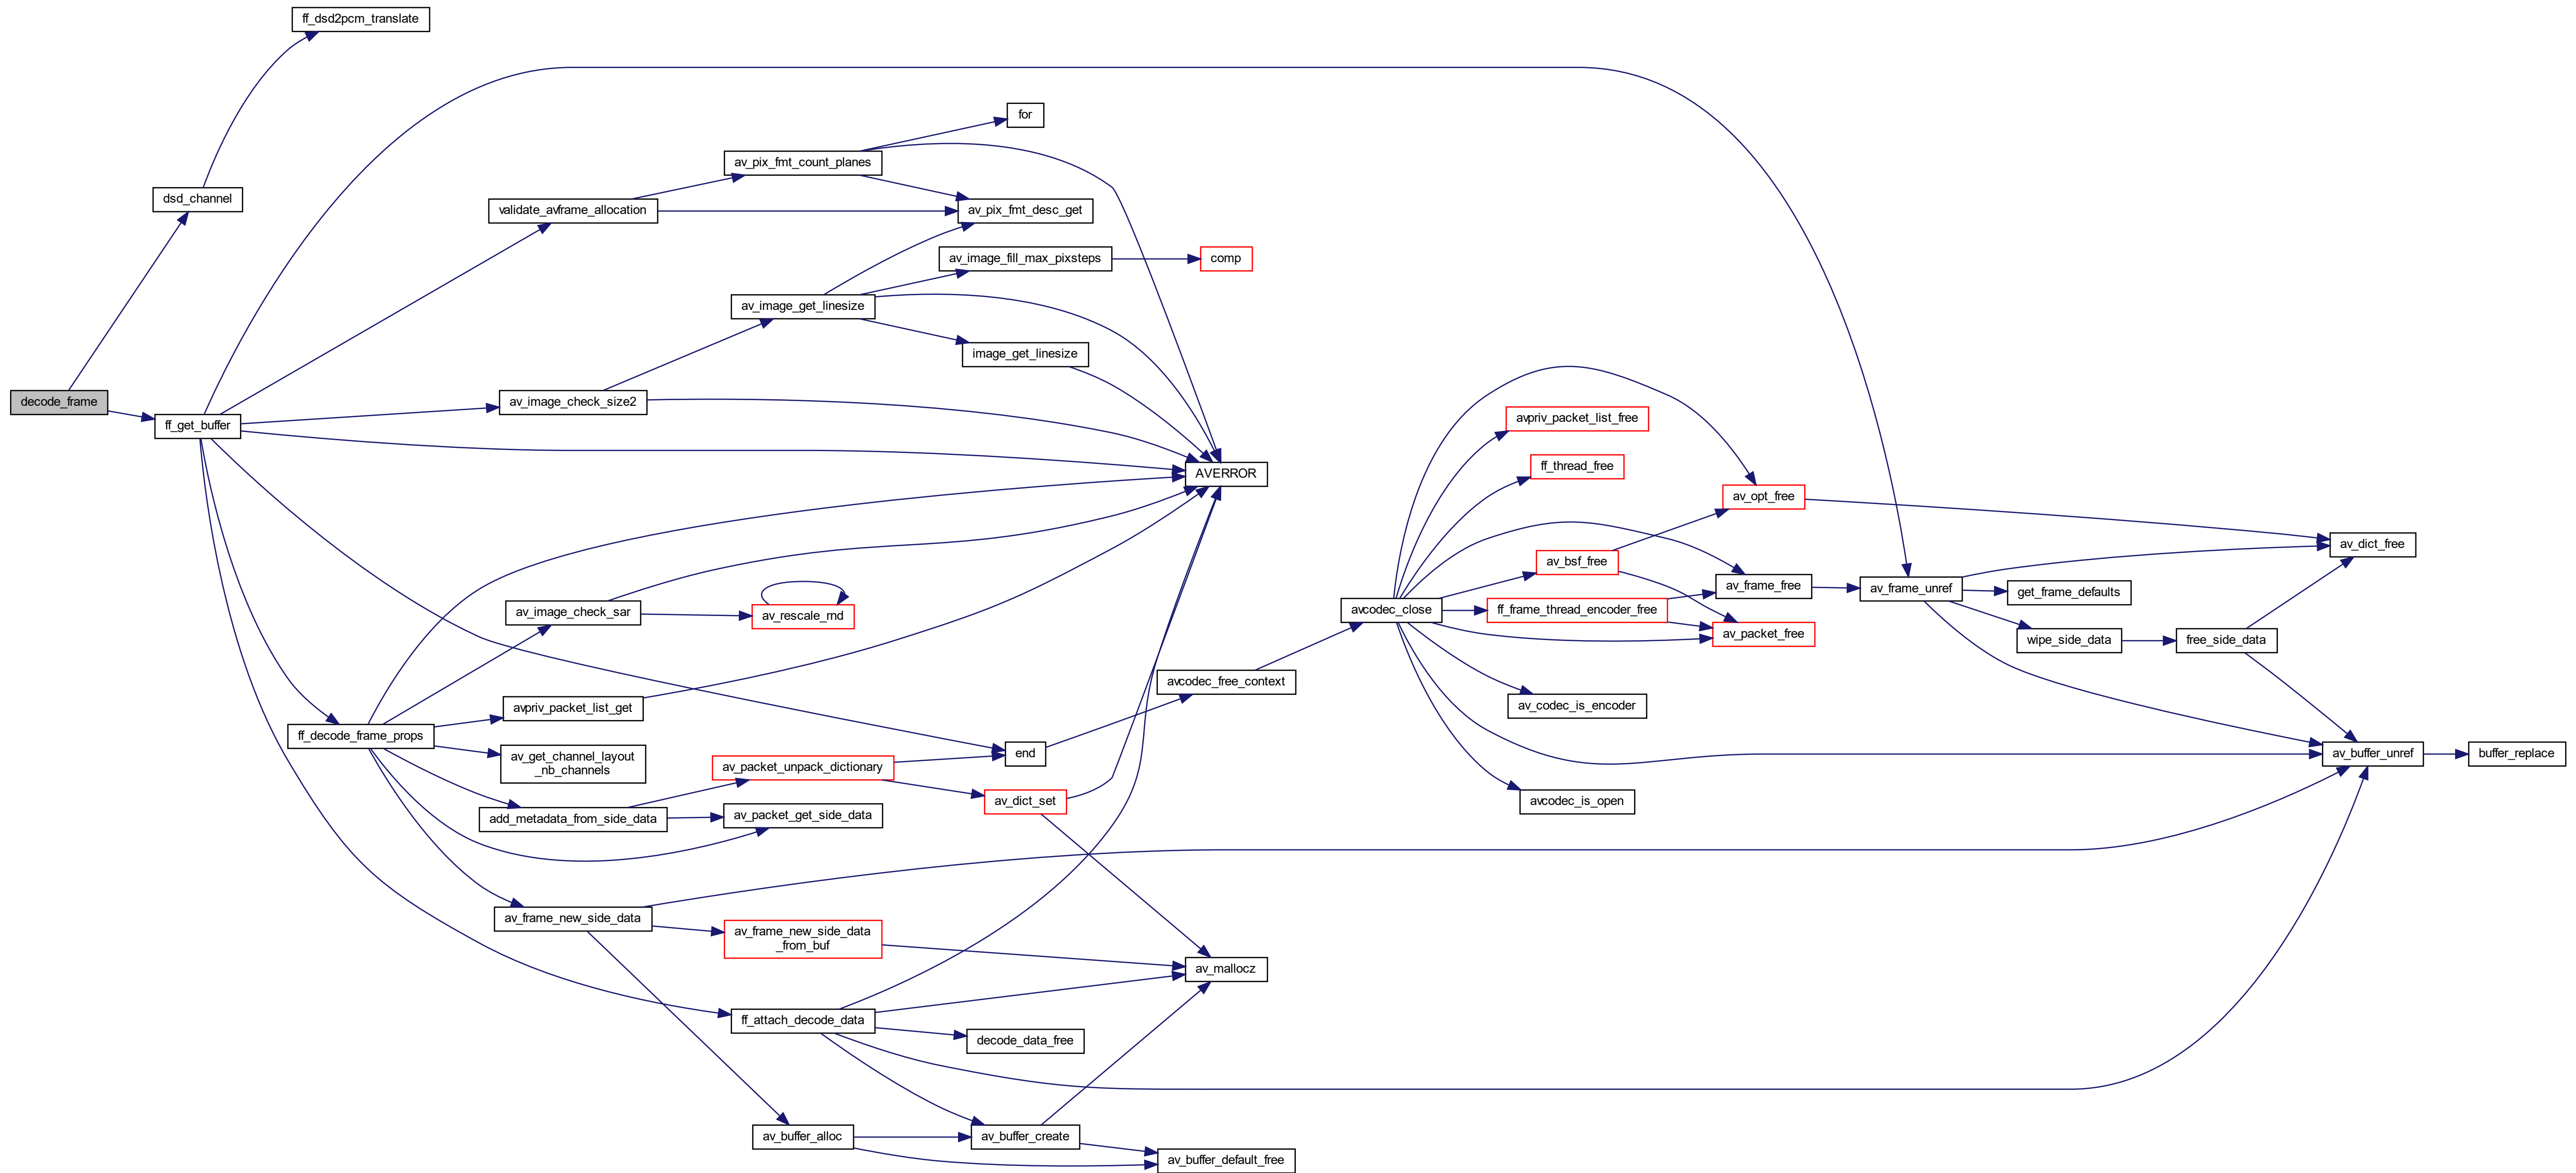 ff_dsd2pcm_translate
for
av_pix_fmt_count_planes
dsd_channel
validate_avframe_allocation
av_pix_fmt_desc_get
av_image_fill_max_pixsteps
comp
av_image_get_linesize
image_get_linesize
decode_frame
av_image_check_size2
ff_get_buffer
avpriv_packet_list_free
ff_thread_free
AVERROR
av_opt_free
av_dict_free
av_bsf_free
av_frame_free
av_frame_unref
get_frame_defaults
av_image_check_sar
av_rescale_rnd
avcodec_close
ff_frame_thread_encoder_free
av_packet_free
wipe_side_data
free_side_data
avcodec_free_context
avpriv_packet_list_get
av_codec_is_encoder
ff_decode_frame_props
av_get_channel_layout
_nb_channels
end
av_buffer_unref
buffer_replace
av_packet_unpack_dictionary
av_dict_set
avcodec_is_open
add_metadata_from_side_data
av_packet_get_side_data
av_frame_new_side_data
av_frame_new_side_data
_from_buf
av_mallocz
ff_attach_decode_data
decode_data_free
av_buffer_alloc
av_buffer_create
av_buffer_default_free